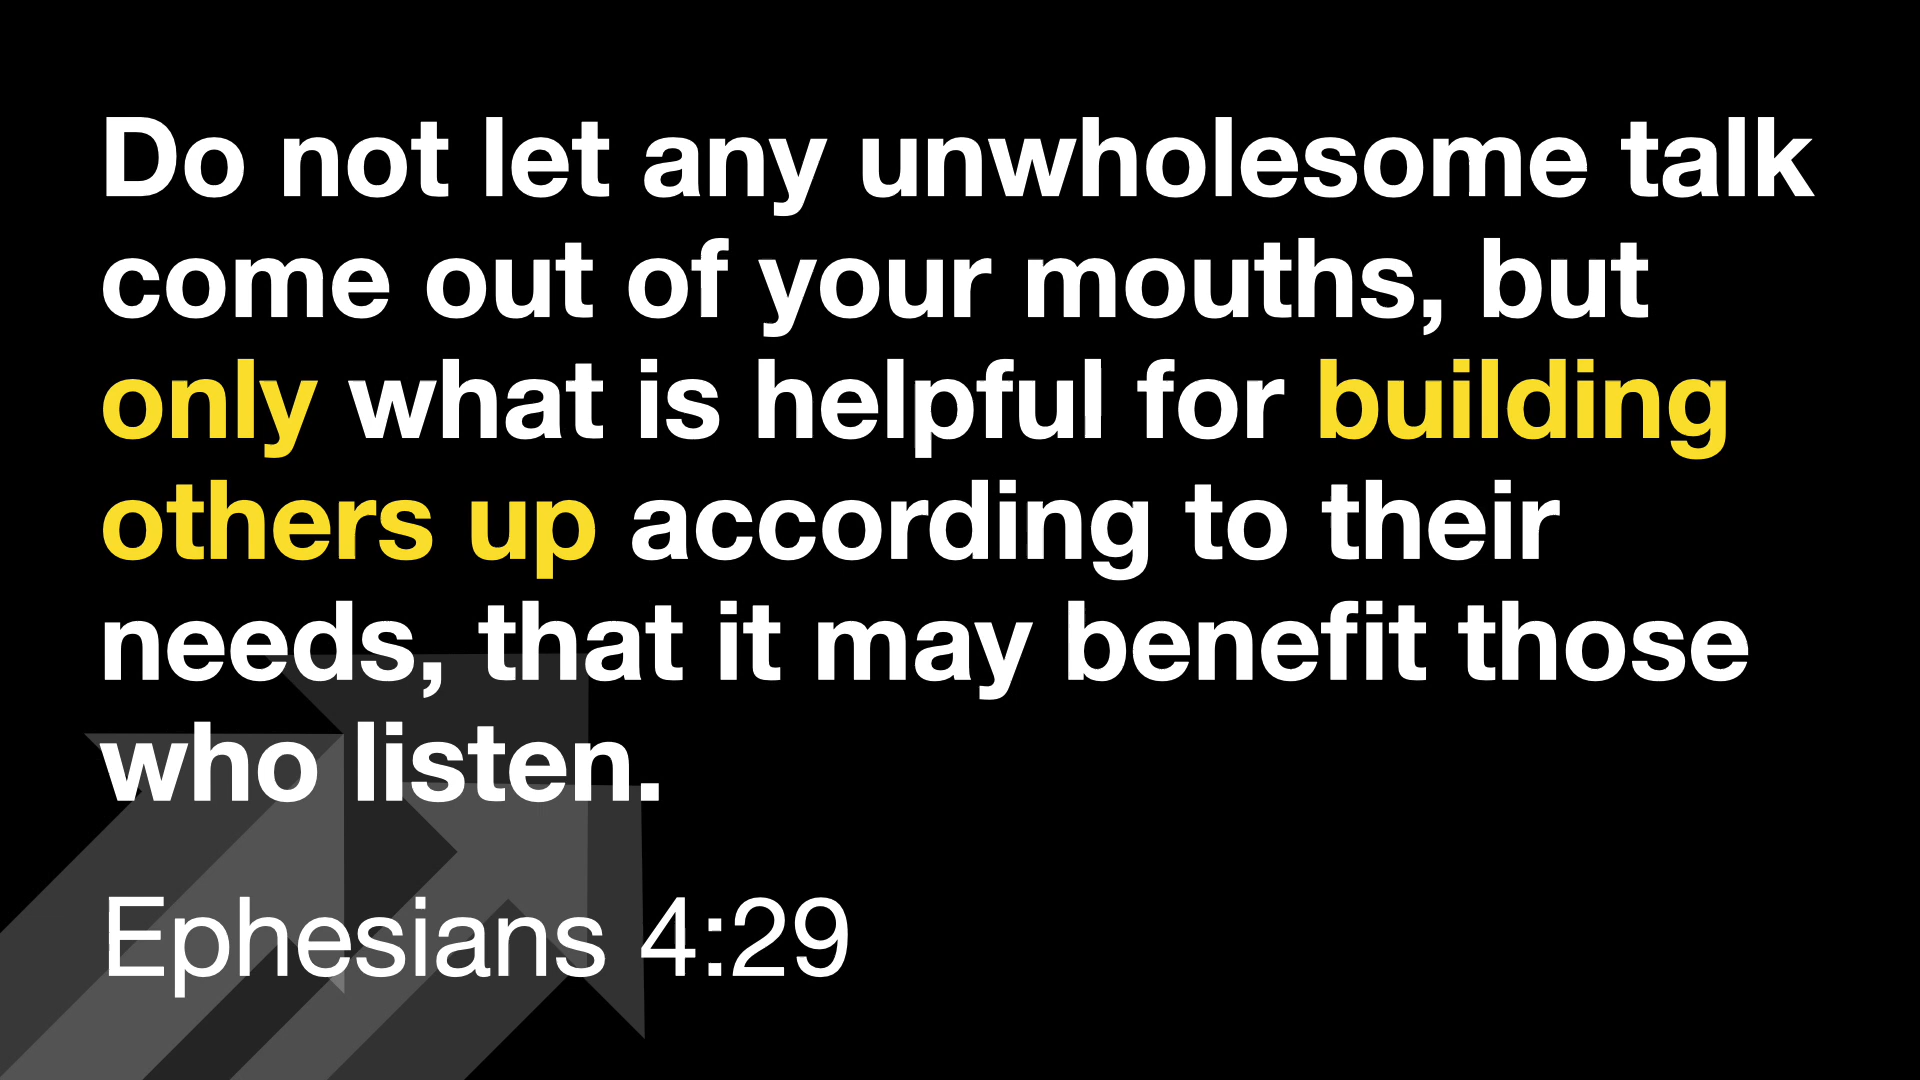 Do not let any unwholesome talk
come out of your mouths, but
only what is helpful for building
others up according to their
needs, that it may benefit those
who listen.
Ephesians 4:29